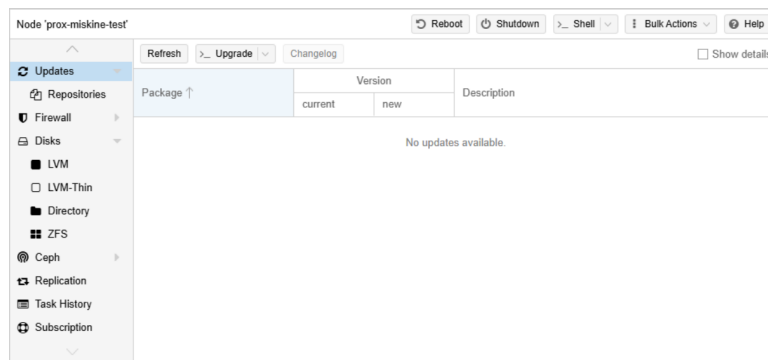 Node 'prox-miskine-test' Reboot Shutdown >_ Shell Bulk Actions Help
Refresh >_ Upgrade Changelog Show details
Updates
Repositories
Firewall
Disks
LVM
LVM-Thin
Directory
ZFS
Ceph
Replication
Task History
Subscription
Package ↑ Version Description
current new
No updates available.